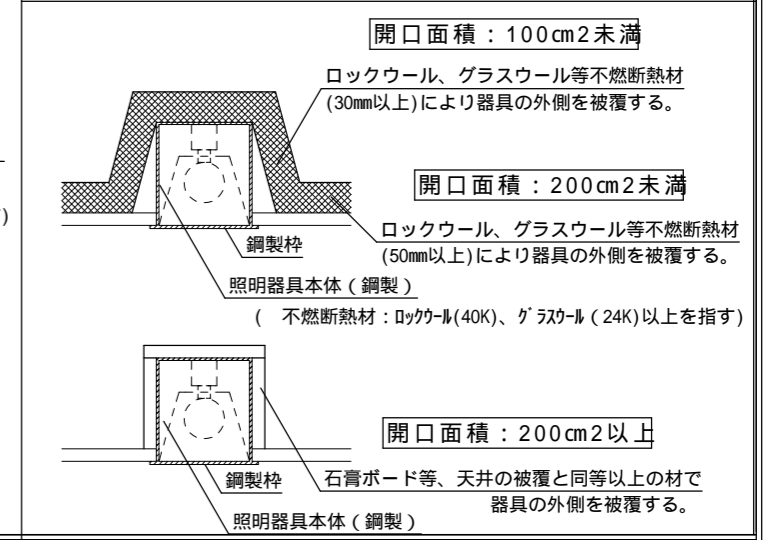 開口面積：100cm2未満
ロックウール、グラスウール等不燃断熱材
(30mm以上)により器具の外側を被覆する。
開口面積：200cm2未満
)
ロックウール、グラスウール等不燃断熱材
(50mm以上)により器具の外側を被覆する。
鋼製枠
照明器具本体（鋼製）
(　不燃断熱材：ﾛｯｸｳｰﾙ(40K)、ｸﾞﾗｽｳｰﾙ（24K)以上を指す)
開口面積：200cm2以上
石膏ボード等、天井の被覆と同等以上の材で
器具の外側を被覆する。
鋼製枠
照明器具本体（鋼製）